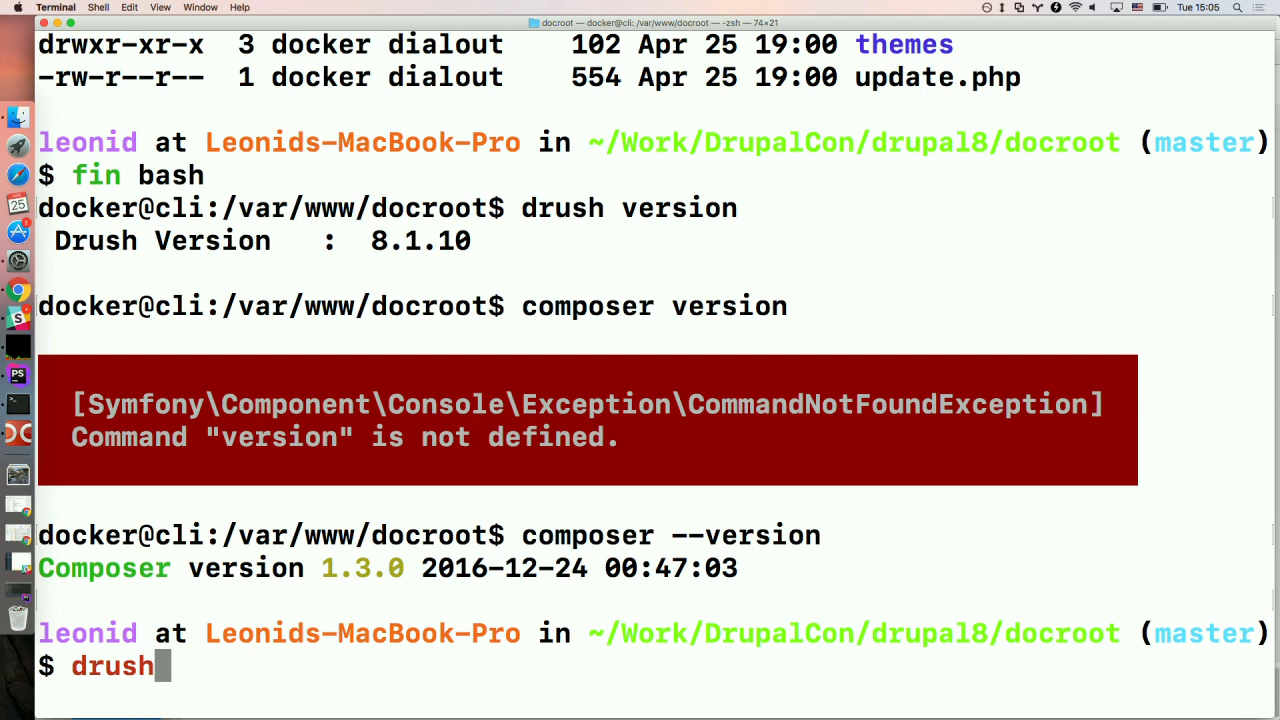 Terminal Shell Edit View Window Help Tue 15:05
docroot — docker@cli: /var/www/docroot — -zsh — 74×21
drwxr-xr-x 3 docker dialout 102 Apr 25 19:00 themes
-rw-r--r-- 1 docker dialout 554 Apr 25 19:00 update.php
leonid at Leonids-MacBook-Pro in ~/Work/DrupalCon/drupal8/docroot (master)
$ fin bash
docker@cli:/var/www/docroot$ drush version
Drush Version : 8.1.10
docker@cli:/var/www/docroot$ composer version
[Symfony\Component\Console\Exception\CommandNotFoundException]
Command "version" is not defined.
docker@cli:/var/www/docroot$ composer --version
Composer version 1.3.0 2016-12-24 00:47:03
leonid at Leonids-MacBook-Pro in ~/Work/DrupalCon/drupal8/docroot (master)
$ drush
25
S
PS